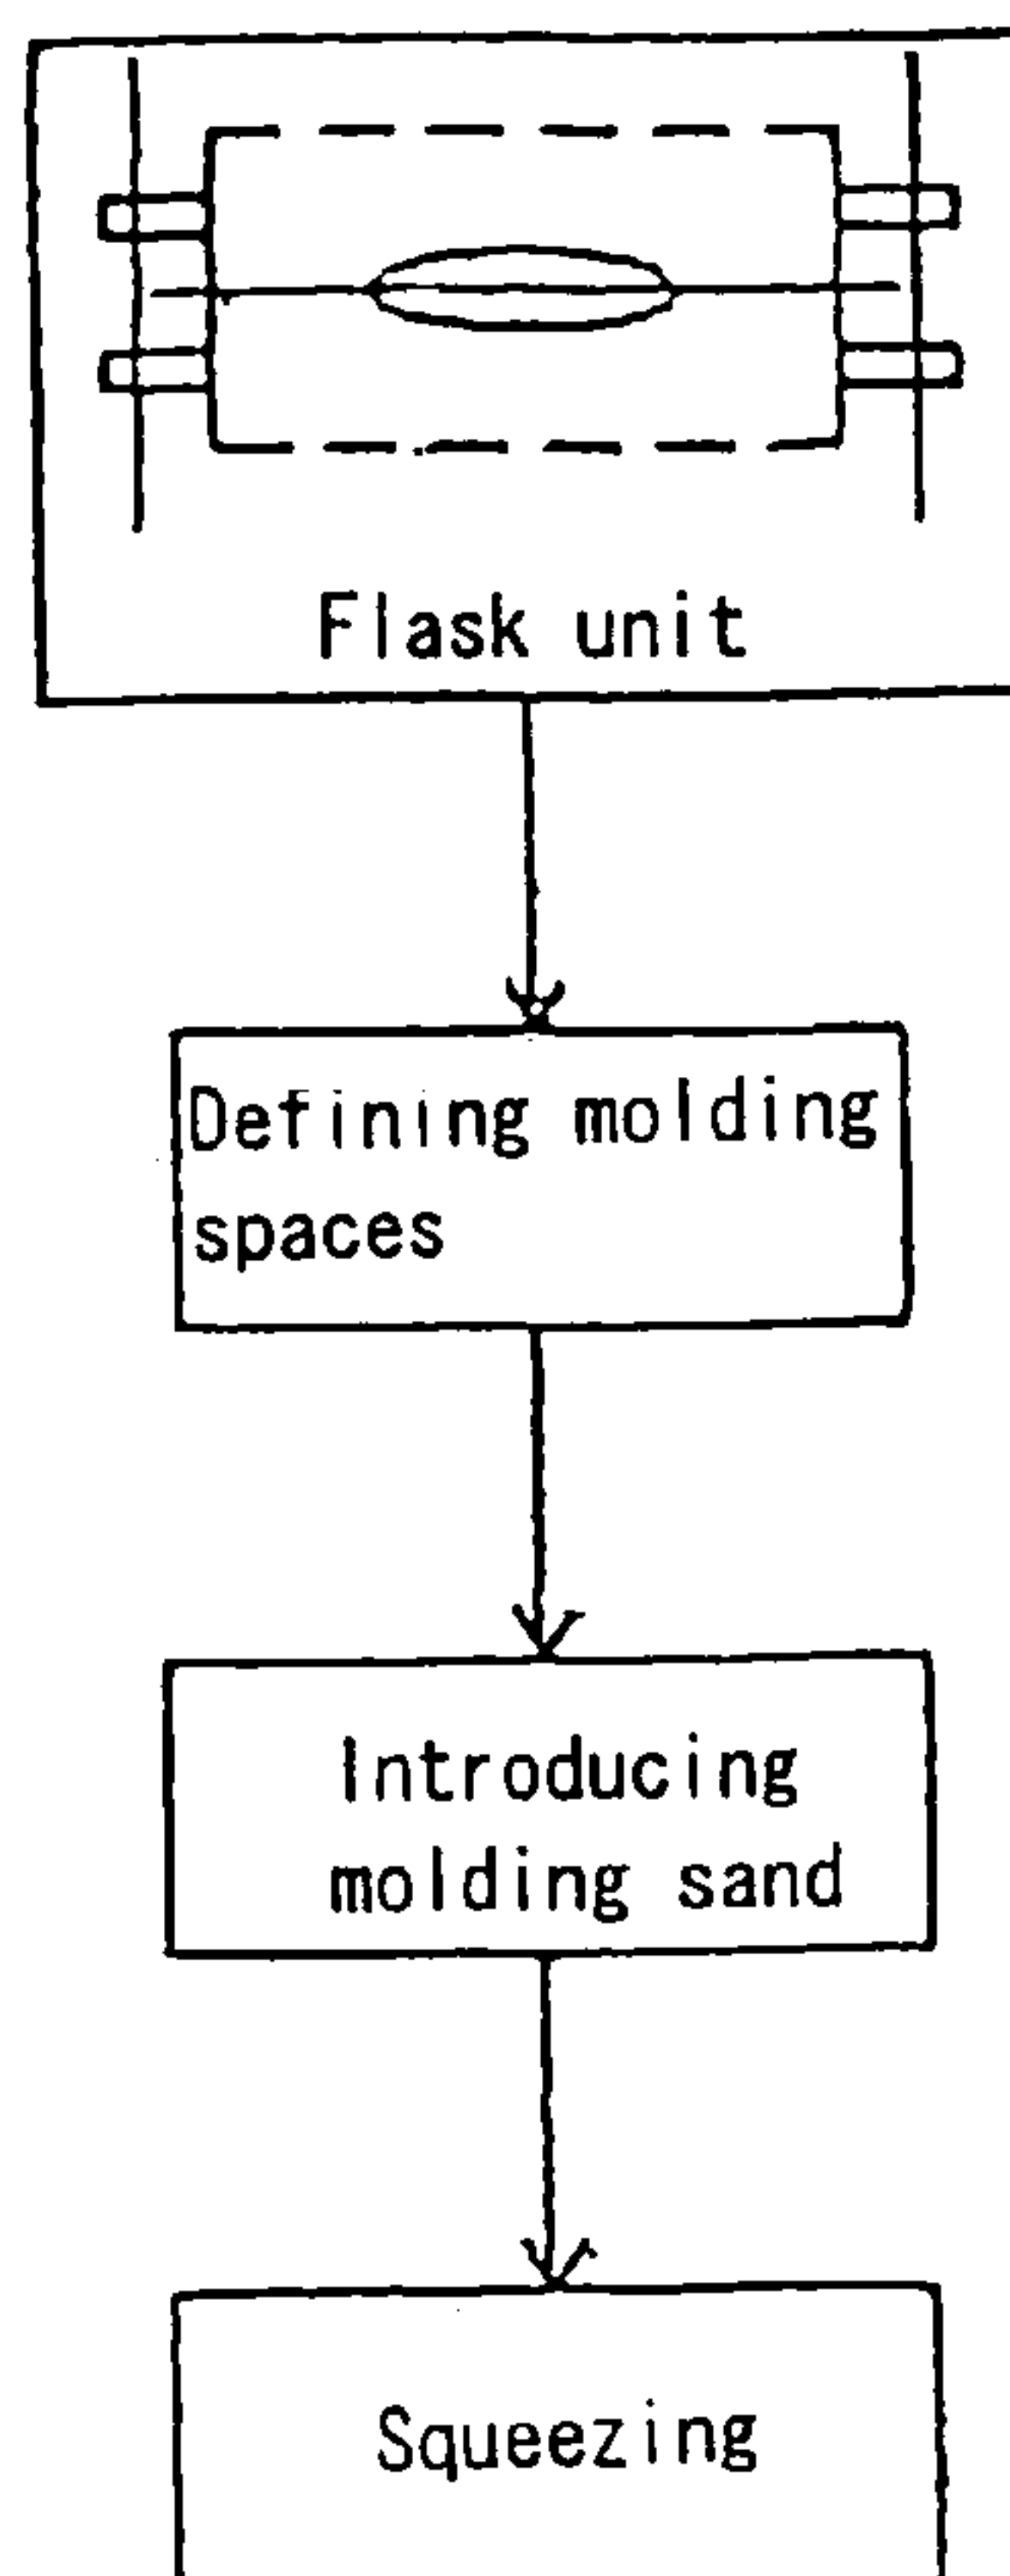 Flask unit
Defining molding
spaces
Introducing
molding sand
Squeezing